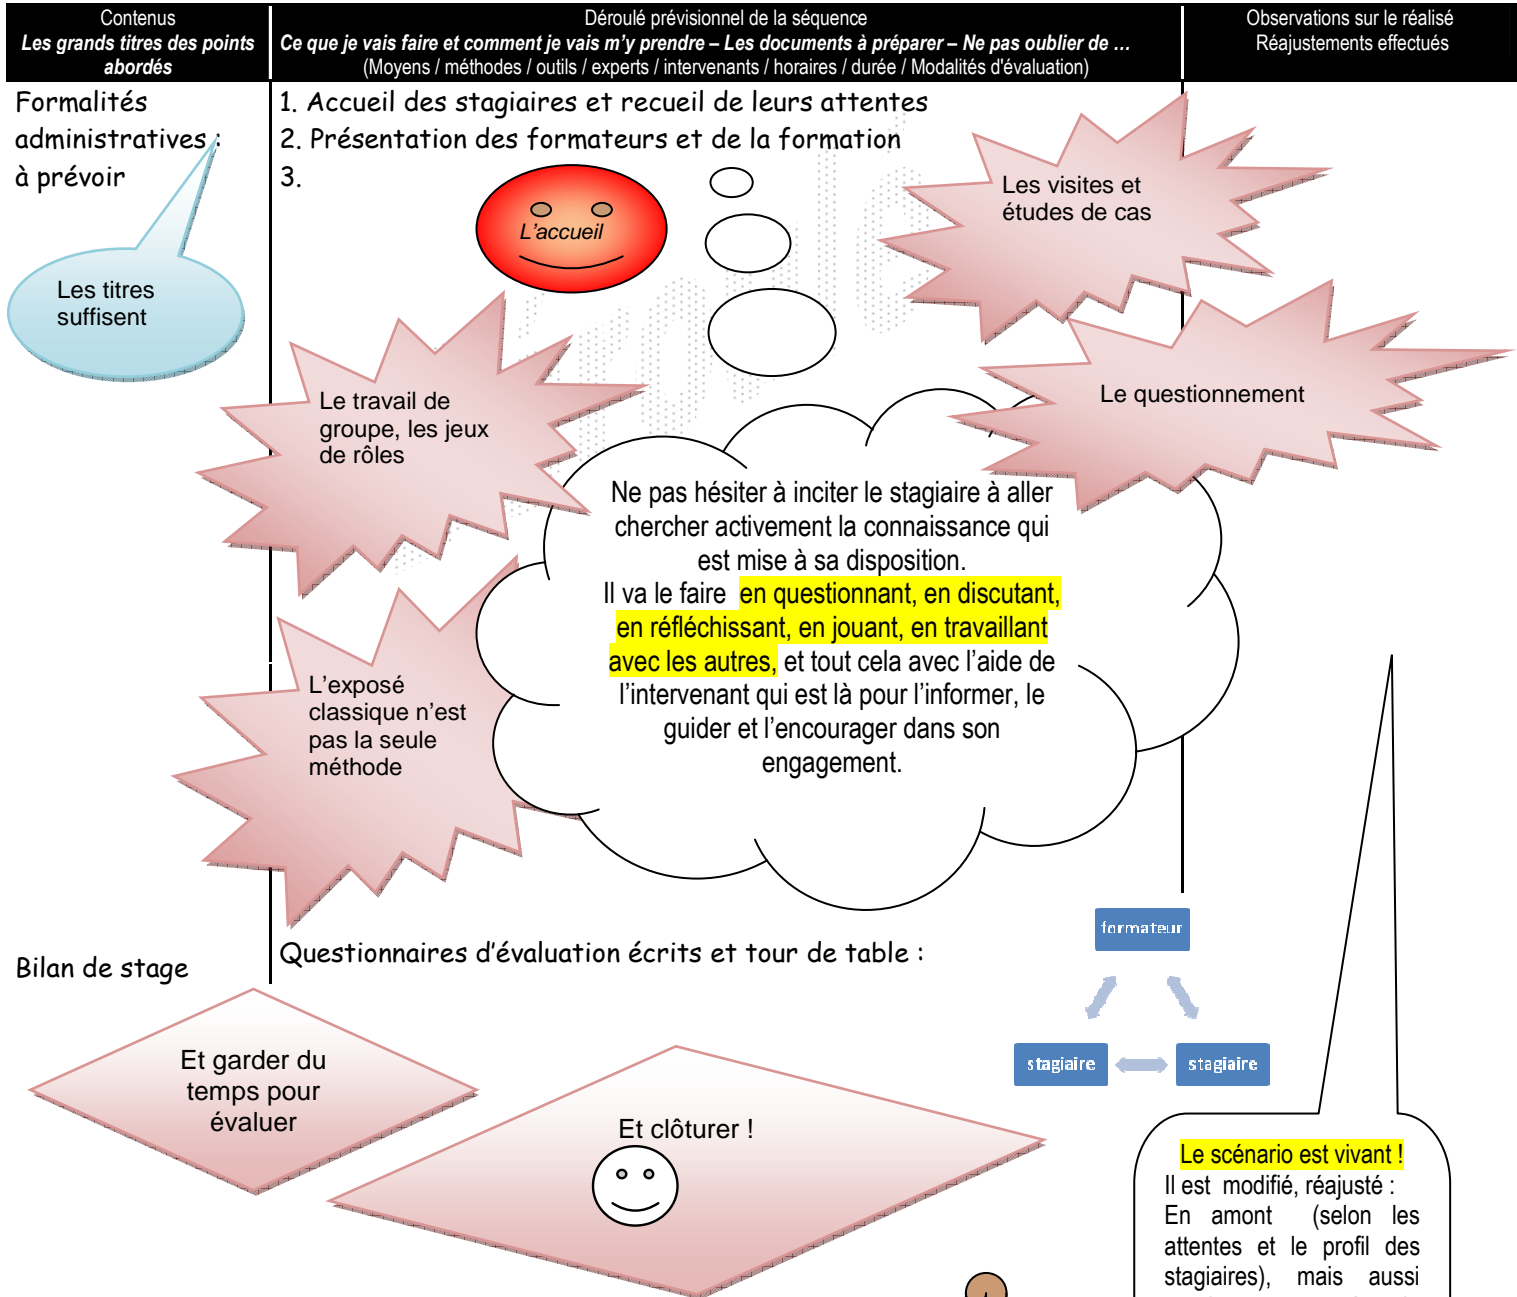 Contenus
Les grands titres des points
abordés
Déroulé prévisionnel de la séquence
Ce que je vais faire et comment je vais m'y prendre – Les documents à préparer – Ne pas oublier de …
(Moyens / méthodes / outils / experts / intervenants / horaires / durée / Modalités d'évaluation)
Observations sur le réalisé
Réajustements effectués
Formalités
administratives :
à prévoir
1. Accueil des stagiaires et recueil de leurs attentes
2. Présentation des formateurs et de la formation
3.
L'accueil
Les visites et
études de cas
Les titres
suffisent
Le travail de
groupe, les jeux
de rôles
Le questionnement
Ne pas hésiter à inciter le stagiaire à aller
chercher activement la connaissance qui
est mise à sa disposition.
Il va le faire en questionnant, en discutant,
en réfléchissant, en jouant, en travaillant
avec les autres, et tout cela avec l'aide de
l'intervenant qui est là pour l'informer, le
guider et l'encourager dans son
engagement.
L'exposé
classique n'est
pas la seule
méthode
Bilan de stage
Questionnaires d'évaluation écrits et tour de table :
formateur
stagiaire
stagiaire
Et garder du
temps pour
évaluer
Et clôturer !
Le scénario est vivant !
Il est modifié, réajusté :
En amont (selon les
attentes et le profil des
stagiaires), mais aussi